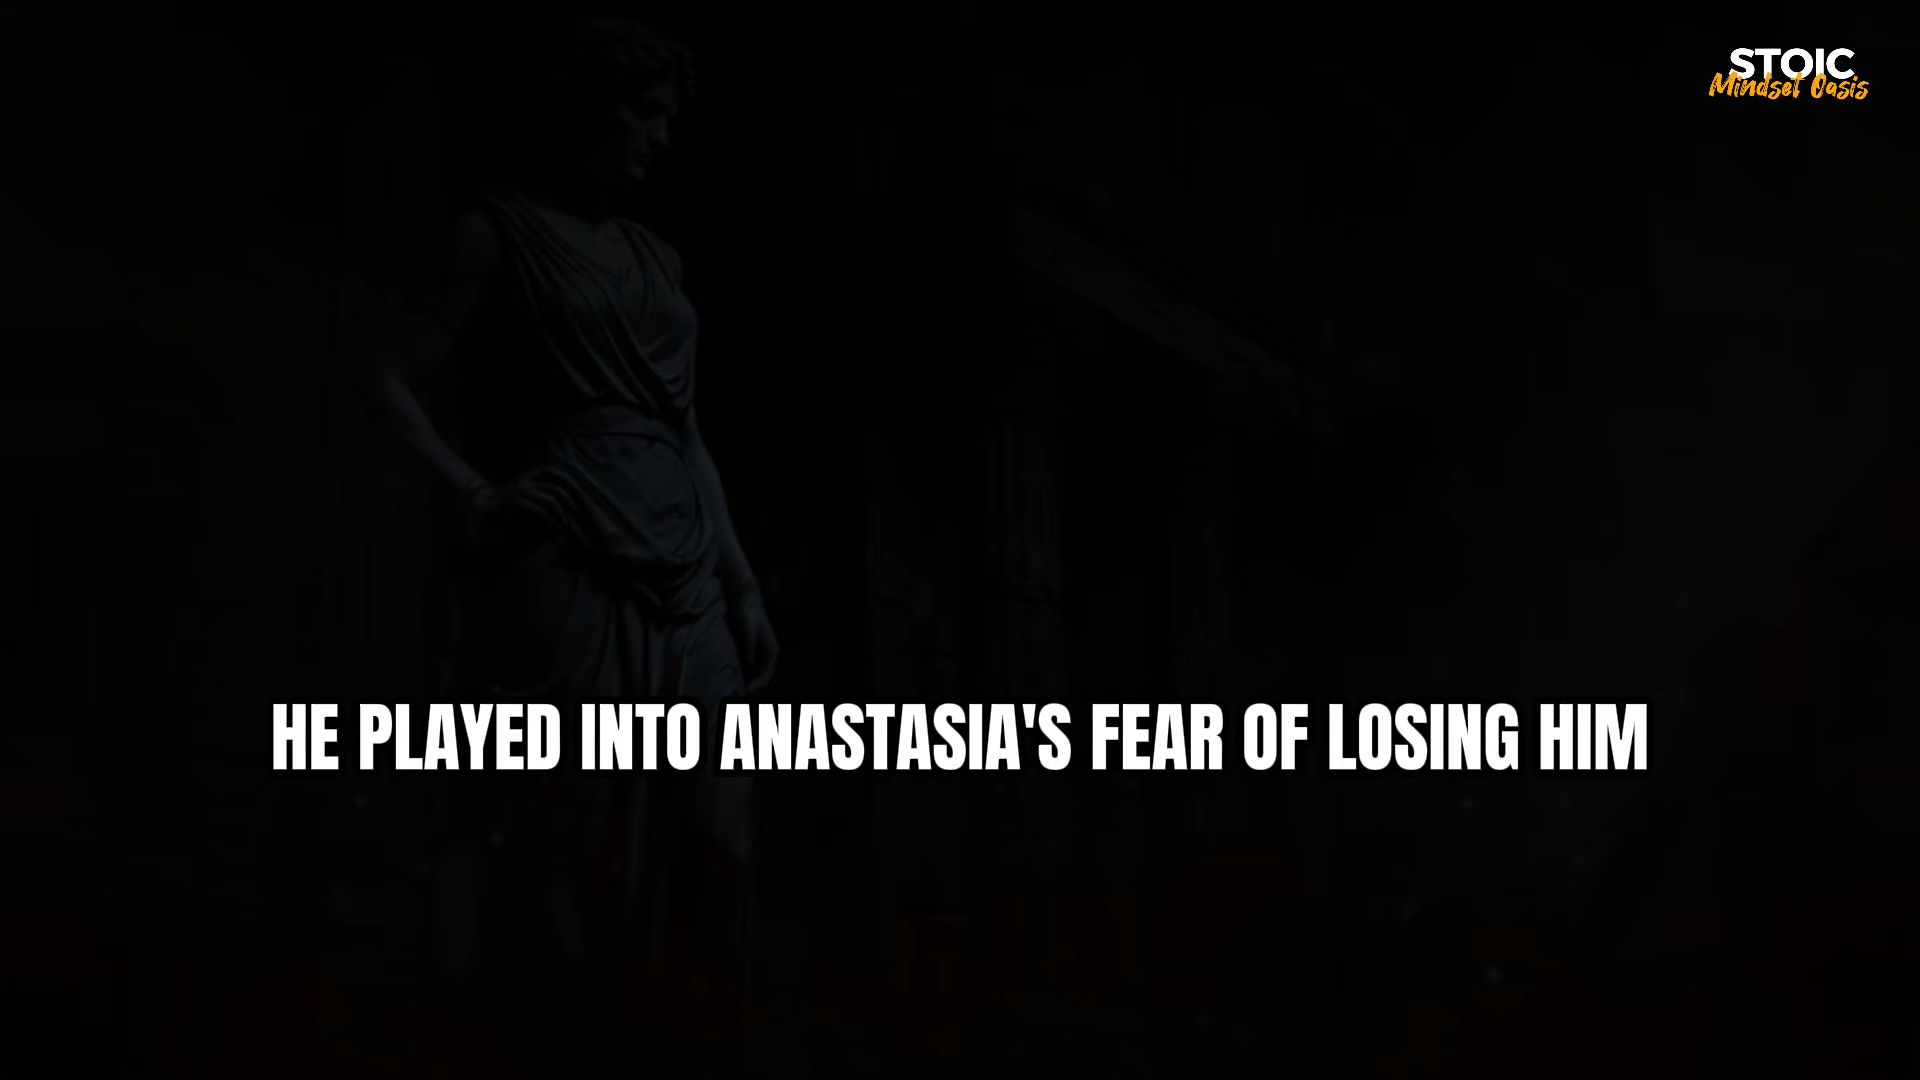 STOIC
Mindset Oasis
HE PLAYED INTO ANASTASIA'S FEAR OF LOSING HIM